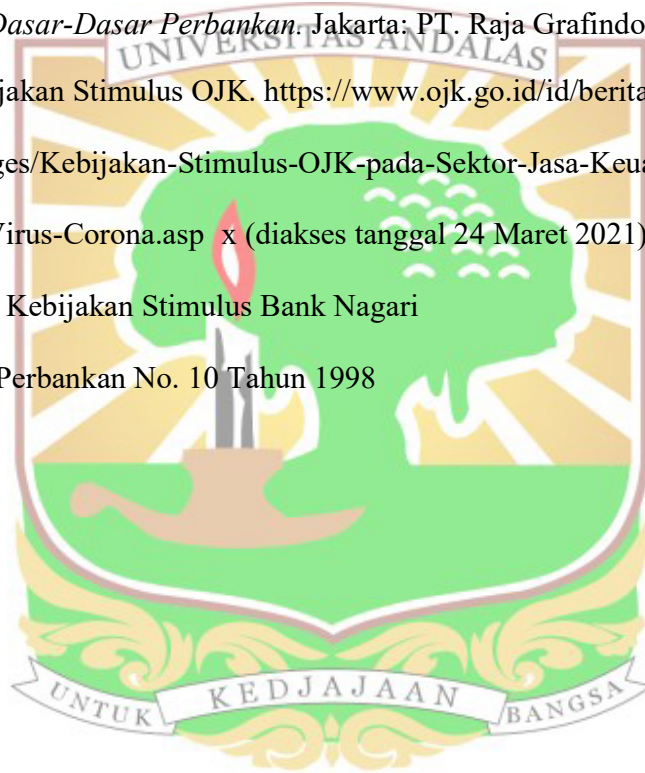 Dasar-Dasar Perbankan. Jakarta: PT. Raja Grafindo
UNIVERSITAS ANDALAS
jakan Stimulus OJK. https://www.ojk.go.id/id/berita
ges/Kebijakan-Stimulus-OJK-pada-Sektor-Jasa-Keua
Virus-Corona.asp x (diakses tanggal 24 Maret 2021)
Kebijakan Stimulus Bank Nagari
Perbankan No. 10 Tahun 1998
UNTUK KEDJAJAAN BANGSA